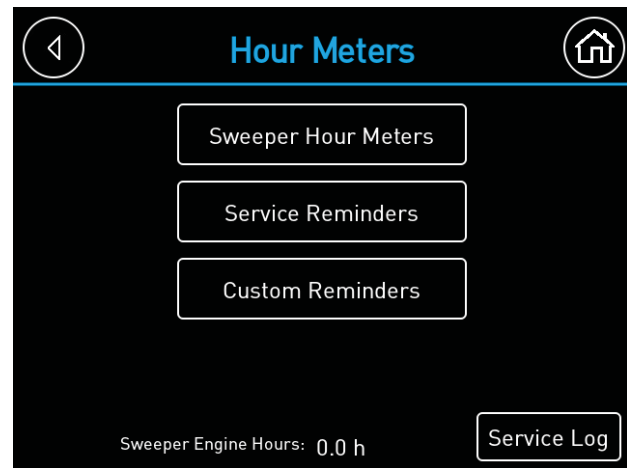 Hour Meters
Sweeper Hour Meters
Service Reminders
Custom Reminders
Sweeper Engine Hours: 0.0 h
Service Log